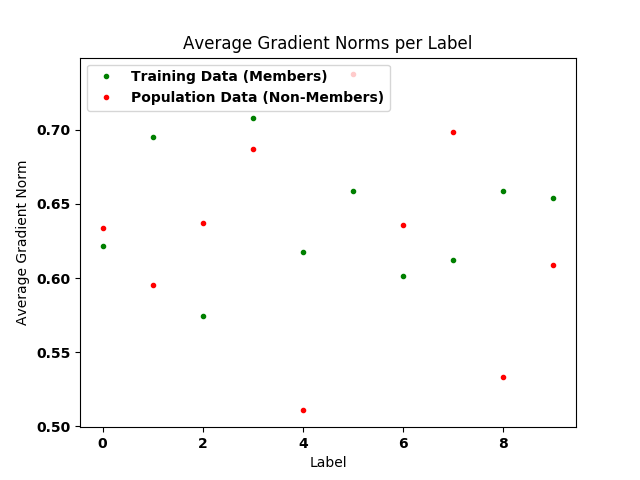 Average Gradient Norms per Label
Training Data (Members)
Population Data (Non-Members)
Average Gradient Norm
0.70
0.65
0.60
0.55
0.50
0 2 4 6 8
Label